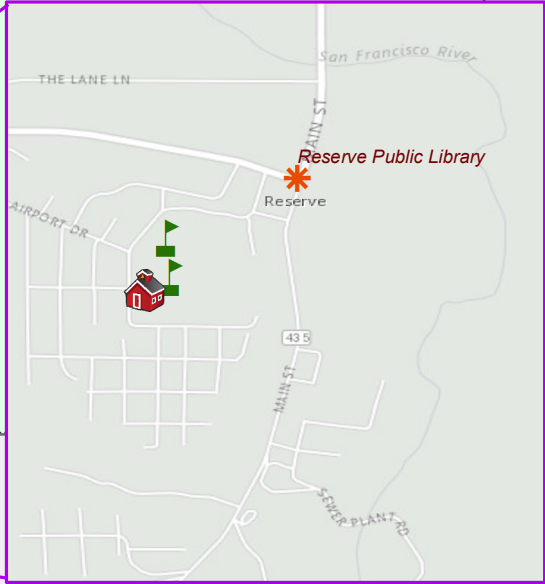 San Francisco River
THE LANE LN
MAIN ST
Reserve Public Library
Reserve
AIRPORT DR
435
MAIN ST
SEWER PLANT RD